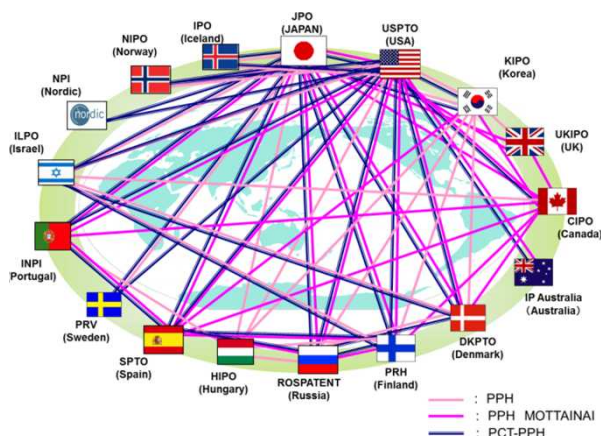 JPO
(JAPAN)
USPTO
(USA)
IPO
(Iceland)
KIPO
(Korea)
NIPO
(Norway)
NPI
(Nordic)
nordic
UKIPO
(UK)
ILPO
(Israel)
CIPO
(Canada)
INPI
(Portugal)
IP Australia
(Australia)
PRV
(Sweden)
DKPTO
(Denmark)
SPTO
(Spain)
HIPO
(Hungary)
ROSPATENT
(Russia)
PRH
(Finland)
: PPH
: PPH MOTTAINAI
: PCT-PPH